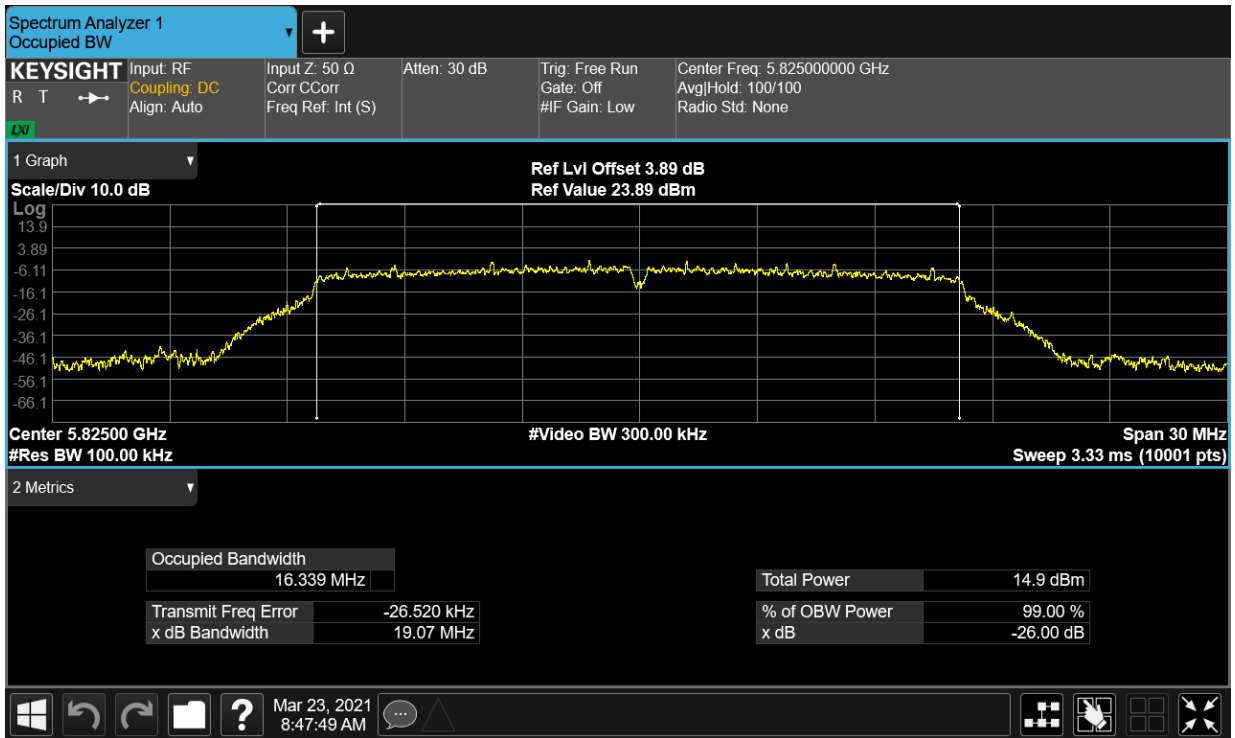 Spectrum Analyzer 1
Occupied BW
KEYSIGHT
R T
LXI
Input: RF
Coupling: DC
Align: Auto
Input Z: 50 Ω
Corr CCorr
Freq Ref: Int (S)
Atten: 30 dB
Trig: Free Run
Gate: Off
#IF Gain: Low
Center Freq: 5.825000000 GHz
Avg|Hold: 100/100
Radio Std: None
1 Graph
Scale/Div 10.0 dB
Ref Lvl Offset 3.89 dB
Ref Value 23.89 dBm
Log
13.9
3.89
-6.11
-16.1
-26.1
-36.1
-46.1
-56.1
-66.1
Center 5.82500 GHz
#Res BW 100.00 kHz
#Video BW 300.00 kHz
Span 30 MHz
Sweep 3.33 ms (10001 pts)
2 Metrics
Occupied Bandwidth
16.339 MHz
Transmit Freq Error -26.520 kHz
x dB Bandwidth 19.07 MHz
Total Power 14.9 dBm
% of OBW Power 99.00 %
x dB -26.00 dB
?
Mar 23, 2021
8:47:49 AM